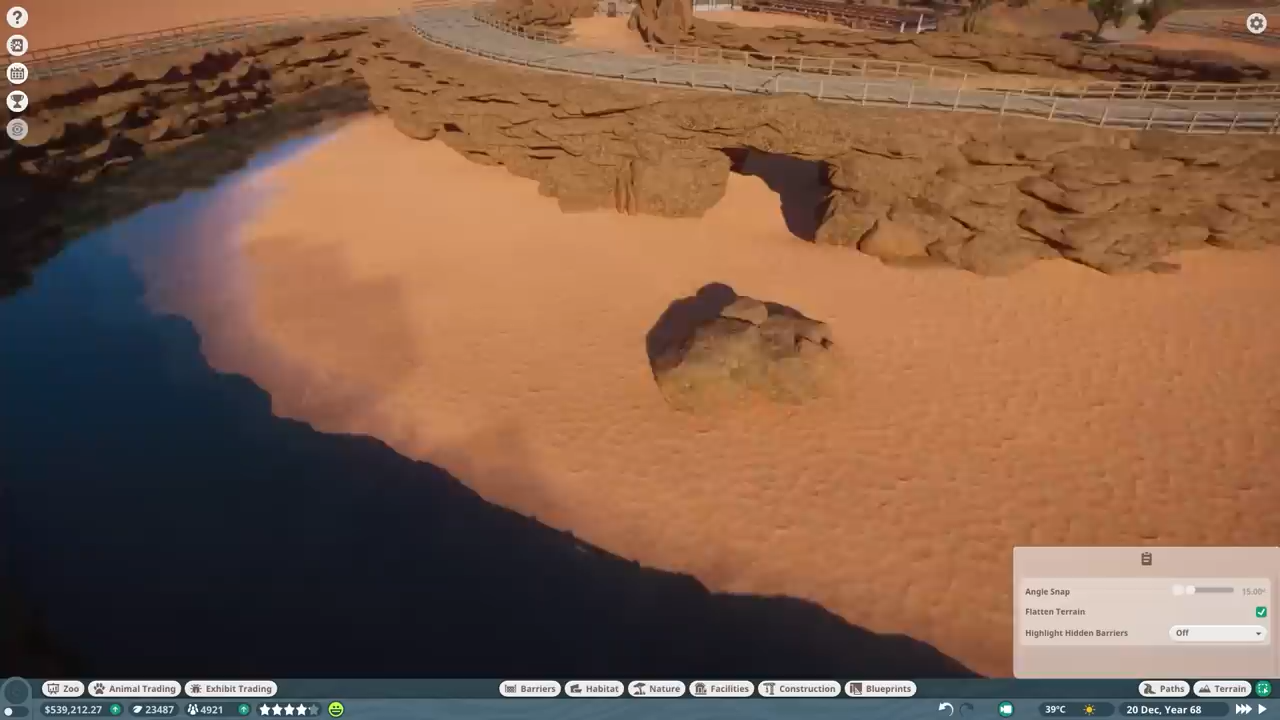 ?
Angle Snap 15.00°
Flatten Terrain
Highlight Hidden Barriers Off
Zoo Animal Trading Exhibit Trading Barriers Habitat Nature Facilities Construction Blueprints Paths Terrain
$539,212.27 23487 4921 39°C 20 Dec, Year 68